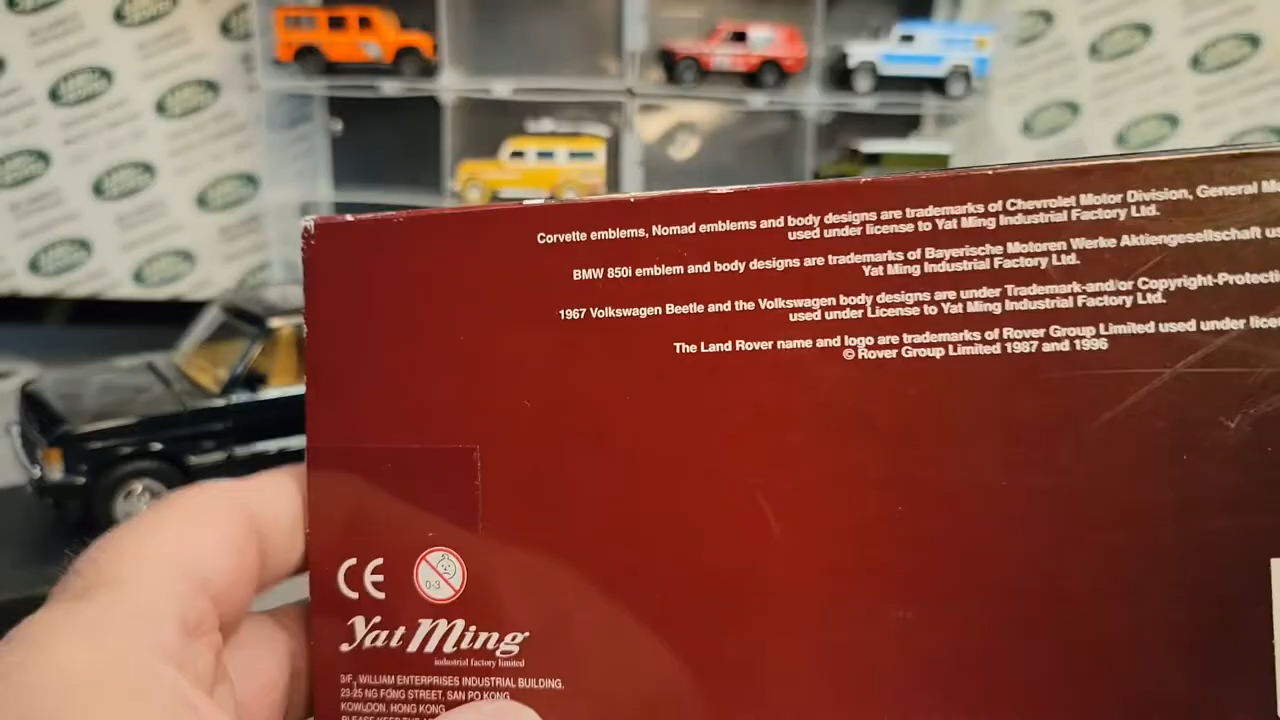 Corvette emblems, Nomad emblems and body designs are trademarks of Chevrolet Motor Division, General
used under license to Yat Ming Industrial Factory Ltd.
BMW 850i emblem and body designs are trademarks of Bayerische Motoren Werke Aktiengesellschaft
Yat Ming Industrial Factory Ltd.
1967 Volkswagen Beetle and the Volkswagen body designs are under Trademark-and/or Copyright-Protecti
used under License to Yat Ming Industrial Factory Ltd.
The Land Rover name and logo are trademarks of Rover Group Limited used under lice
© Rover Group Limited 1987 and 1996
CE
0-3
Yat Ming
industrial factory limited
3/F., WILLIAM ENTERPRISES INDUSTRIAL BUILDING,
23-25 NG FONG STREET, SAN PO KONG,
KOWLOON, HONG KONG
PLEASE KEEP THE